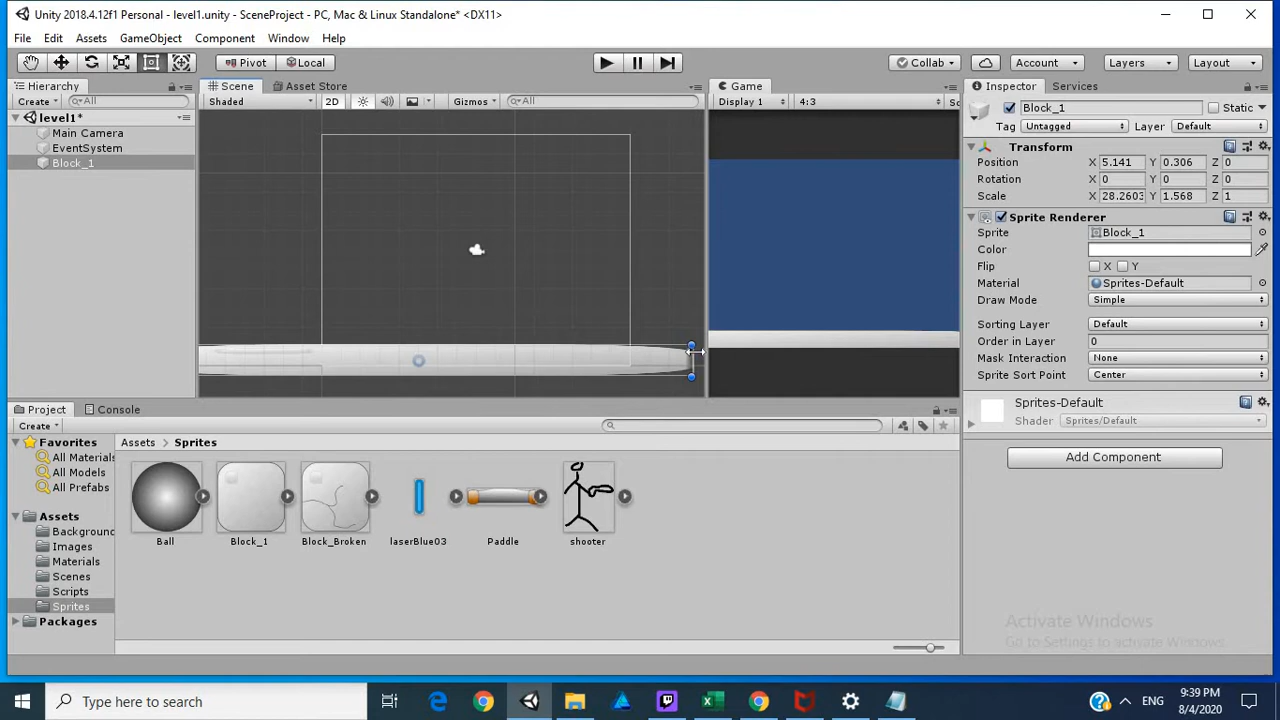 Unity 2018.4.12f1 Personal - level1.unity - SceneProject - PC, Mac & Linux Standalone* <DX11>
File Edit Assets GameObject Component Window Help
Pivot Local Collab Account Layers Layout
Hierarchy Scene Asset Store Game Inspector Services
Create All Shaded 2D Gizmos All Display 1 4:3 Block_1 Static
level1* Tag Untagged Layer Default
Main Camera Transform
EventSystem Position X 5.141 Y 0.306 Z 0
Block_1 Rotation X 0 Y 0 Z 0
Scale X 28.2603 Y 1.568 Z 1
Sprite Renderer
Sprite Block_1
Color
Flip X Y
Material Sprites-Default
Draw Mode Simple
Sorting Layer Default
Order in Layer 0
Mask Interaction None
Sprite Sort Point Center
Sprites-Default
Shader Sprites/Default
Add Component
Project Console
Create
Favorites Assets Sprites
All Materials
All Models
All Prefabs
Assets
Background
Images
Materials
Scenes
Scripts
Sprites
Packages
Ball Block_1 Block_Broken laserBlue03 Paddle shooter
Activate Windows
Go to Settings to activate Windows.
Type here to search
ENG
9:39 PM
8/4/2020